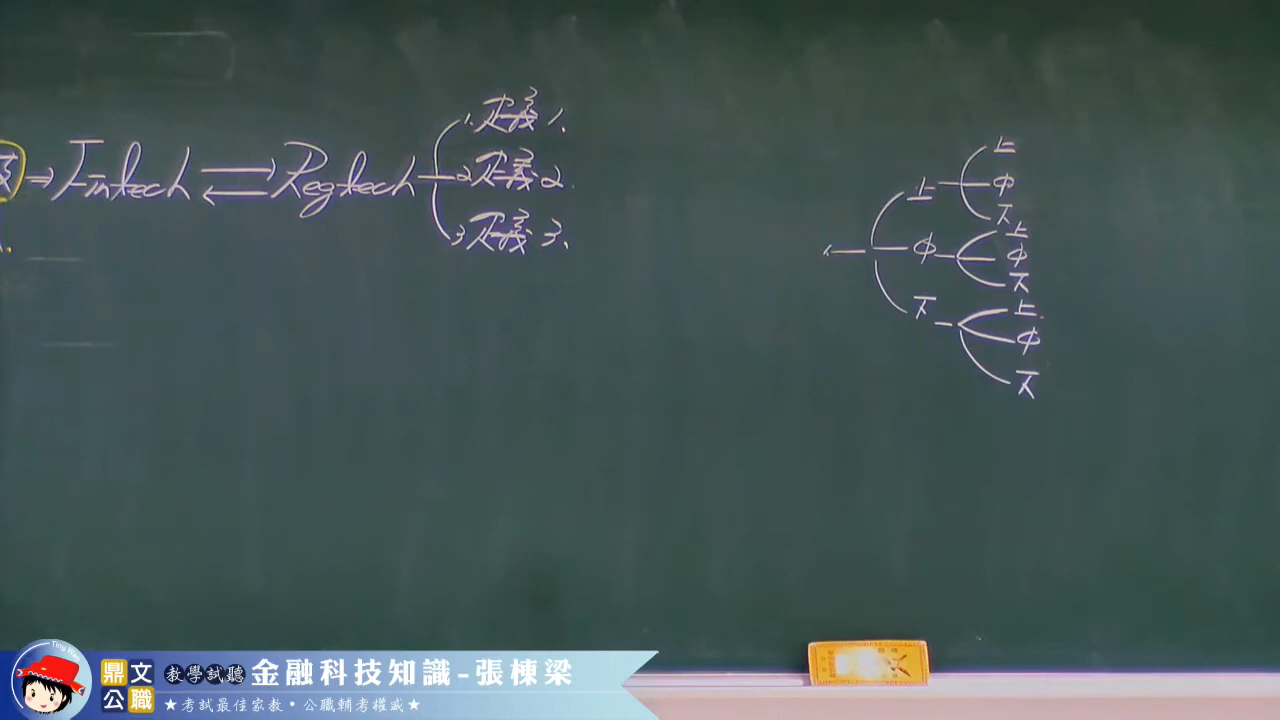 → Fintech ⇄ Regtech
1. 定義 1.
2 定義 2.
3 定義 3.
上
上
中
下
中
上
中
下
下
上
中
下
Ting Wen
鼎文公職
教學試聽 金融科技知識-張棟梁
★考試最佳家教·公職輔考權威★